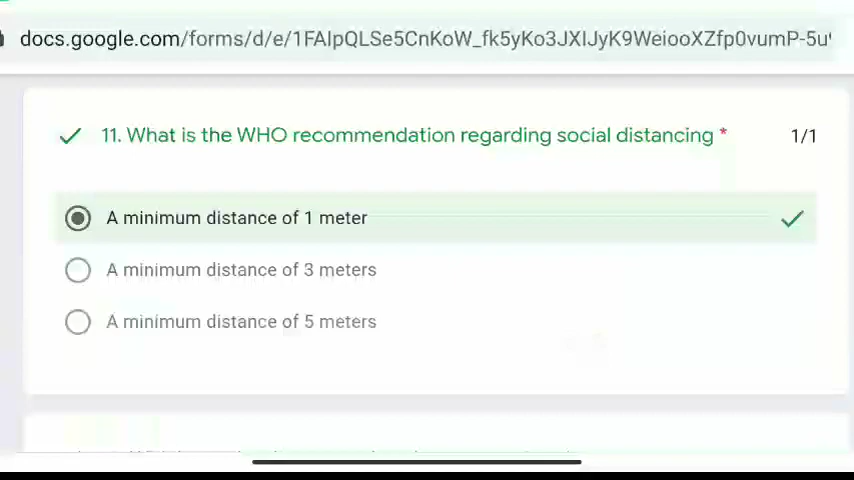 docs.google.com/forms/d/e/1FAIpQLSe5CnKoW_fk5yKo3JXIJyK9WeiooXZfp0vumP-5u
11. What is the WHO recommendation regarding social distancing *
1/1
A minimum distance of 1 meter
A minimum distance of 3 meters
A minimum distance of 5 meters